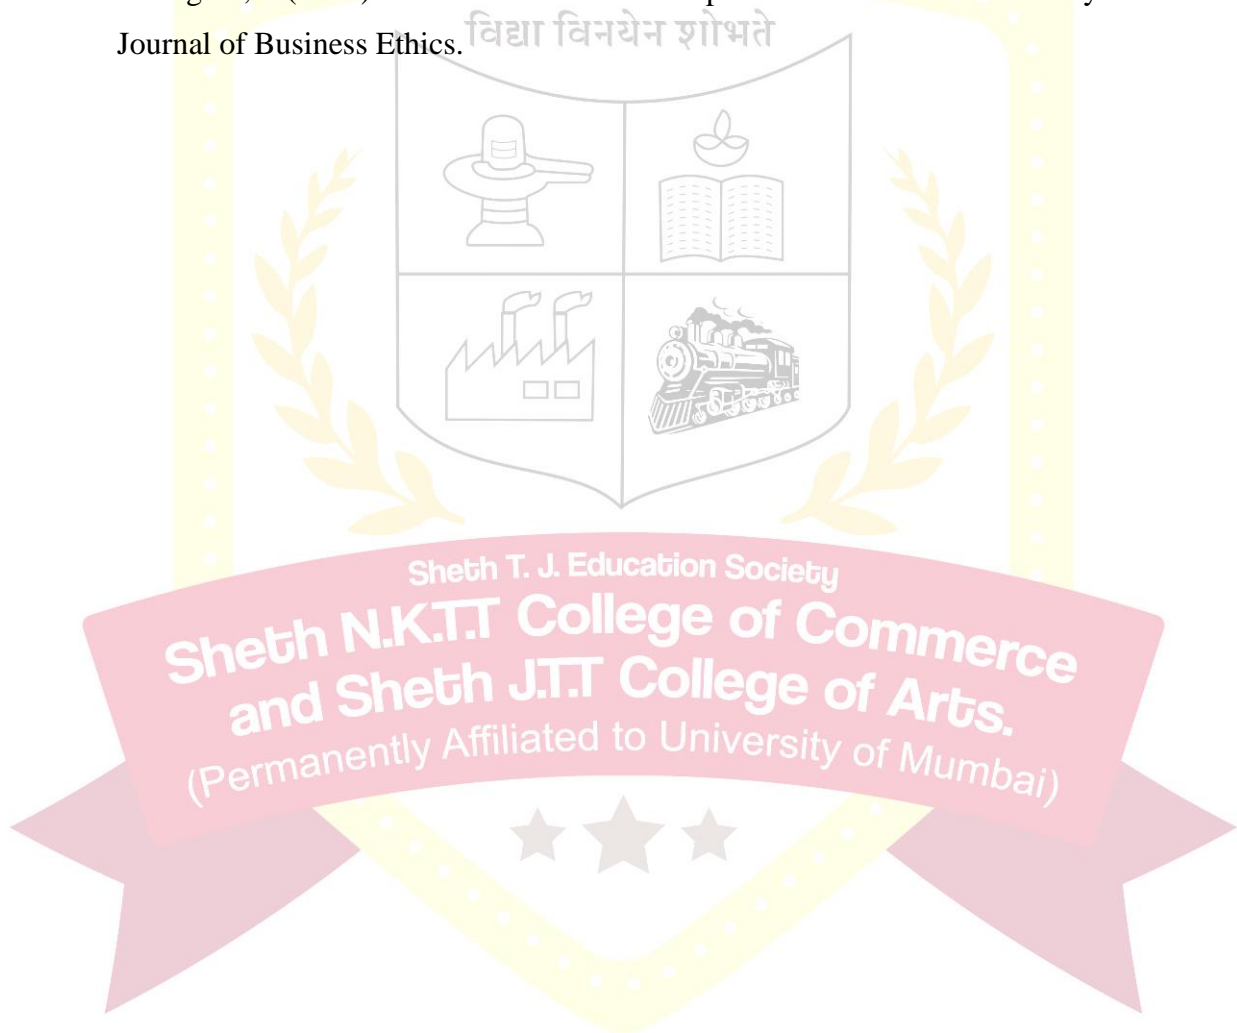 Journal of Business Ethics.
विद्या विनयेन शोभते
Sheth T. J. Education Society
Sheth N.K.T.T College of Commerce
and Sheth J.T.T College of Arts.
(Permanently Affiliated to University of Mumbai)